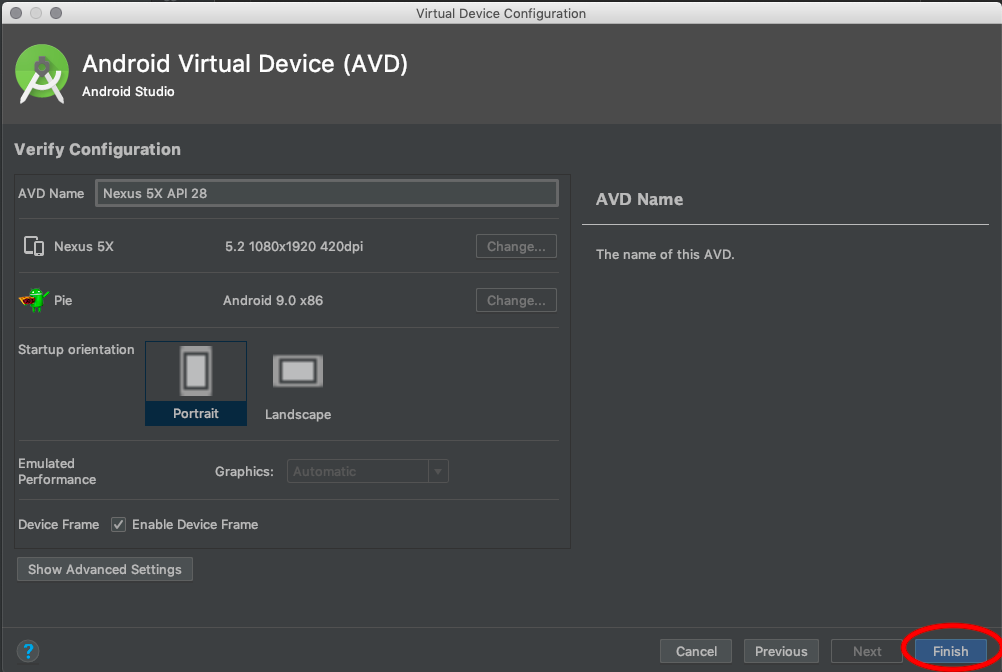 Virtual Device Configuration
Android Virtual Device (AVD)
Android Studio
Verify Configuration
AVD Name Nexus 5X API 28
Nexus 5X 5.2 1080x1920 420dpi Change...
Pie Android 9.0 x86 Change...
Startup orientation
Portrait Landscape
Emulated
Performance Graphics: Automatic
Device Frame Enable Device Frame
Show Advanced Settings
AVD Name
The name of this AVD.
? Cancel Previous Next Finish